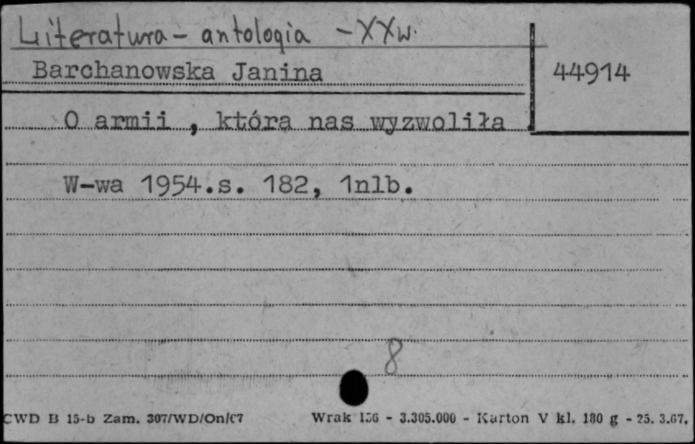 Literatura - antologia - XXw.
Barchanowska Janina
44914
O armii , która nas wyzwoliła .
W-wa 1954.s. 182, 1nlb.
8
CWD B 15-b Zam. 307/WD/On/67 Wrak 136 - 3.305.000 - Karton V kl. 180 g - 25. 3.67.